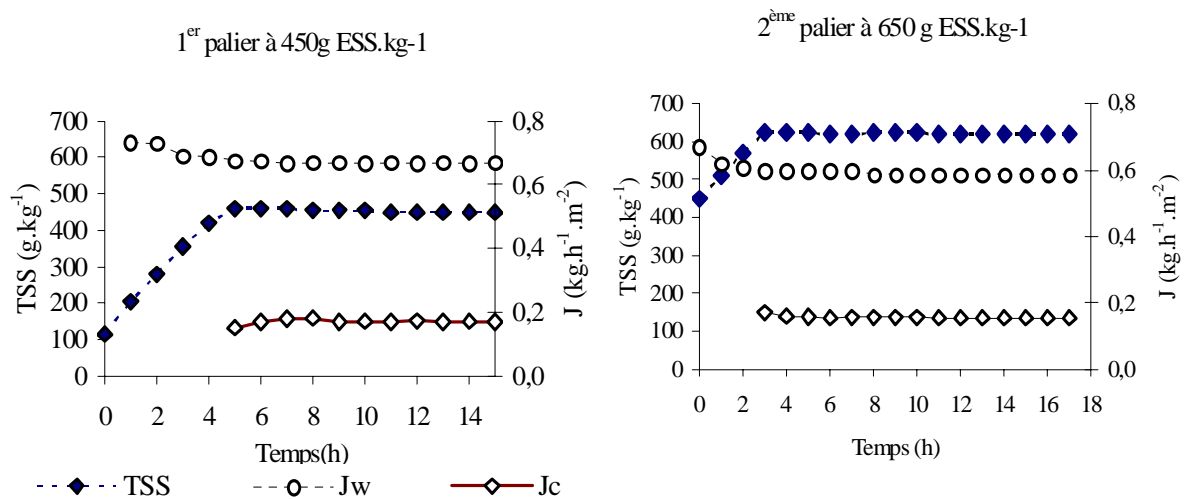 1er palier à 450g ESS.kg-1
2ème palier à 650 g ESS.kg-1
TSS (g.kg-1)
700
600
500
400
300
200
100
0
0 2 4 6 8 10 12 14
Temps(h)
0,8
0,6
0,4
0,2
0,0
J (kg.h-1.m-2)
TSS (g.kg-1)
700
600
500
400
300
200
100
0
0 2 4 6 8 10 12 14 16 18
Temps (h)
0,8
0,6
0,4
0,2
0,0
J (kg.h-1.m-2)
TSS Jw Jc